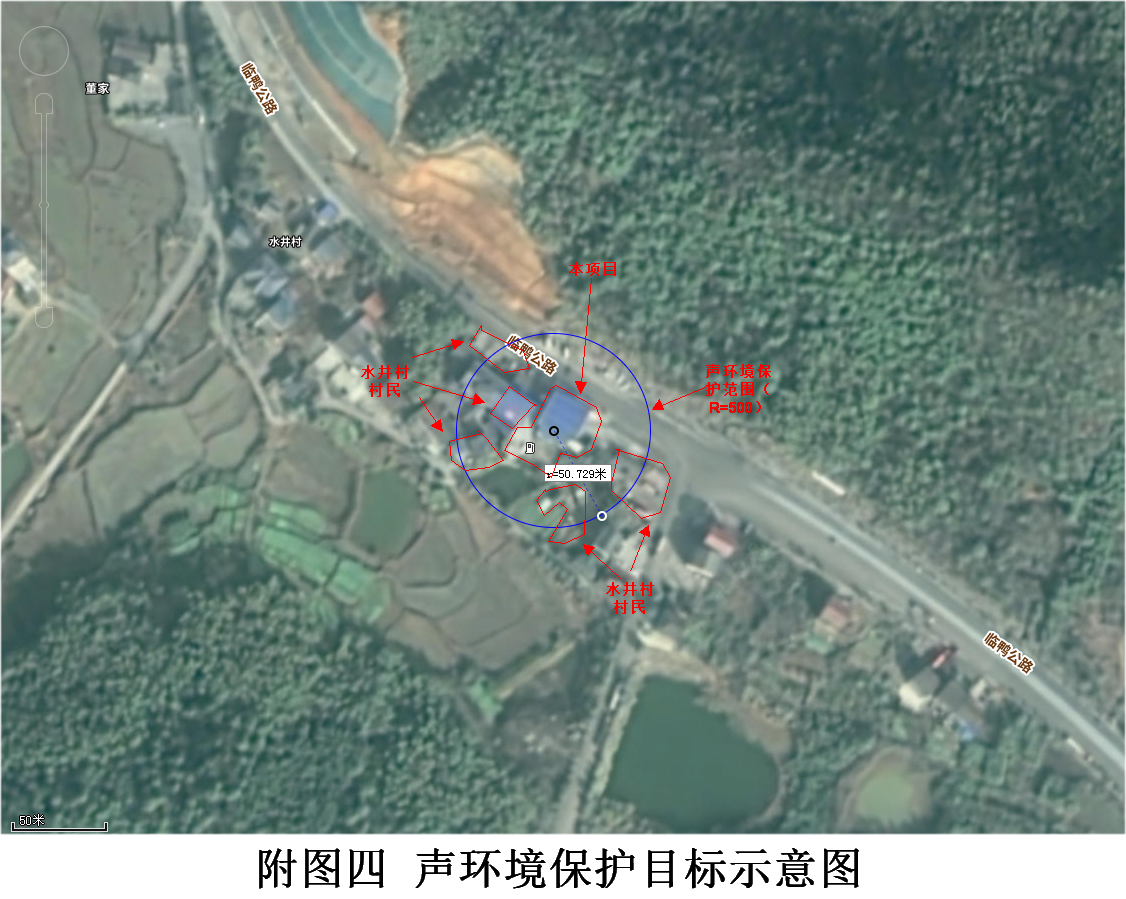 董家
临鸭公路
水井村
本项目
临鸭公路
水井村
村民
声环境保
护范围（
R=500）
r=50.729米
水井村
村民
临鸭公路
50米
附图四 声环境保护目标示意图